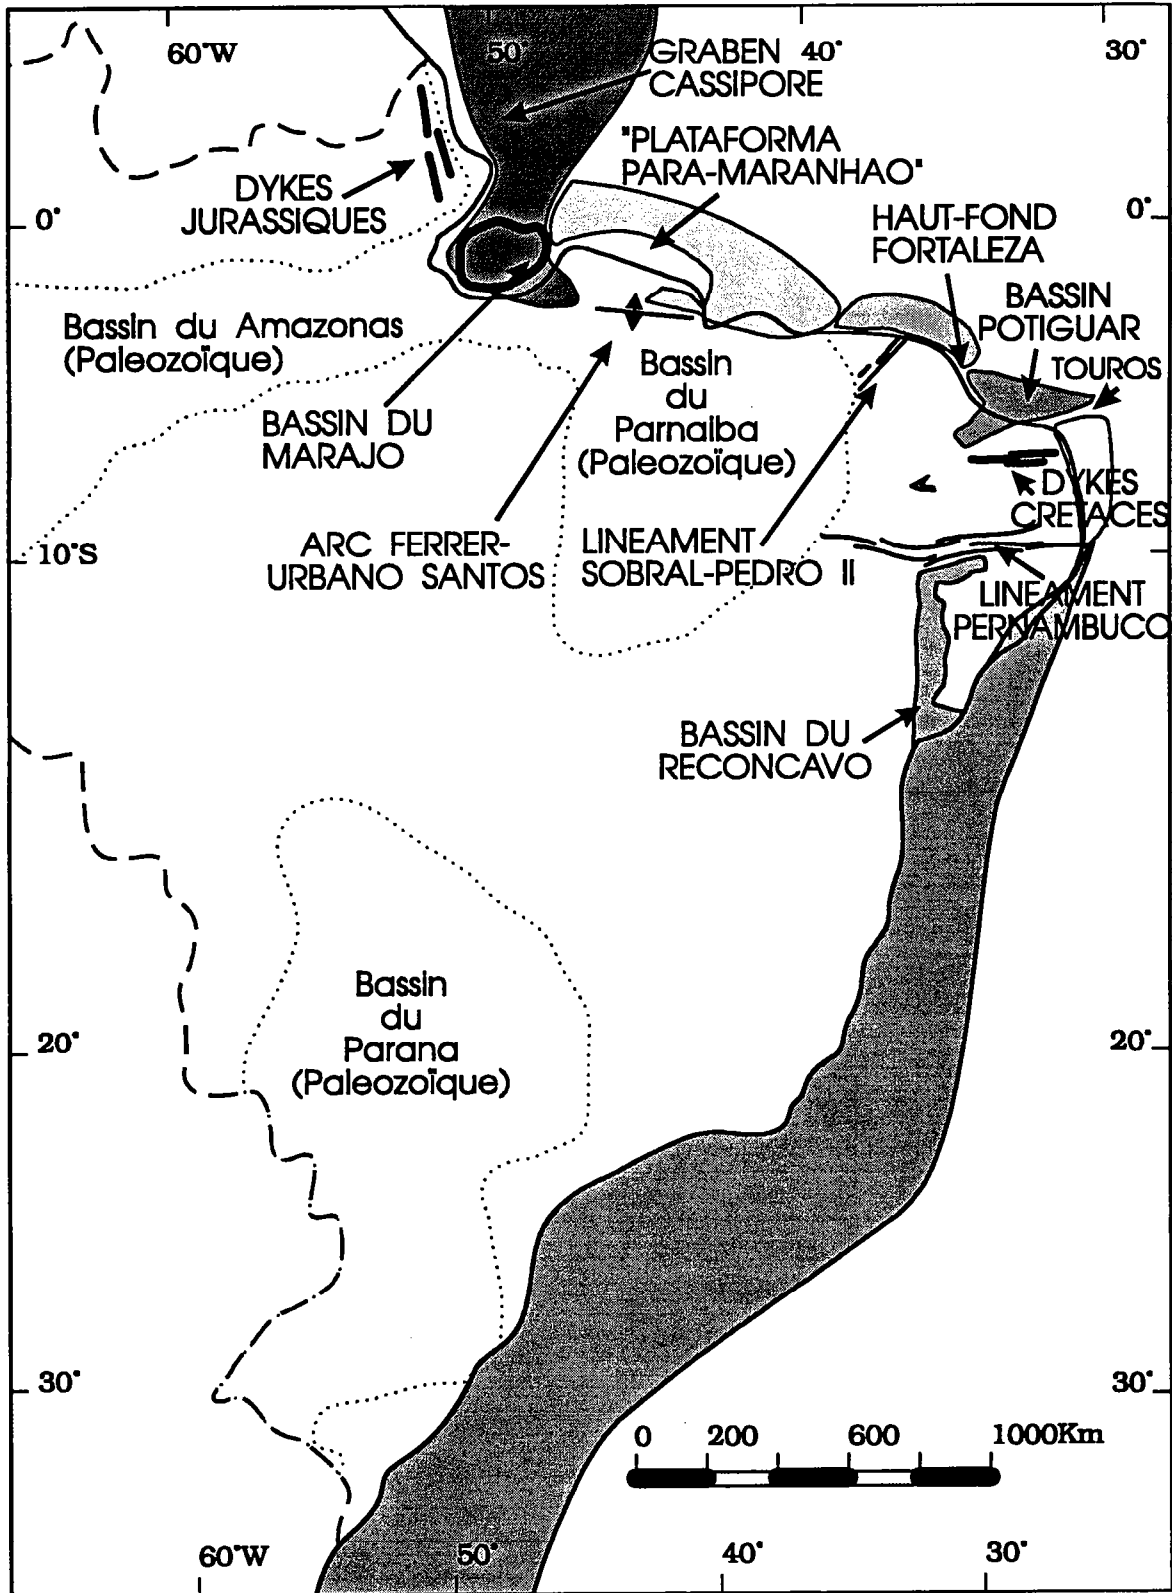 60°W
50°
40°
30°
GRABEN
CASSIPORE
"PLATAFORMA
PARA-MARANHAO"
DYKES
JURASSIQUES
0°
0°
HAUT-FOND
FORTALEZA
BASSIN
POTIGUAR
TOUROS
Bassin du Amazonas
(Paleozoïque)
Bassin
du
Parnaiba
(Paleozoïque)
BASSIN DU
MARAJO
DYKES
CRETACES
ARC FERRER-
URBANO SANTOS
LINEAMENT
SOBRAL-PEDRO II
10°S
LINEAMENT
PERNAMBUCO
BASSIN DU
RECONCAVO
Bassin
du
Parana
(Paleozoïque)
20°
20°
30°
30°
0 200 600 1000Km
60°W
50°
40°
30°